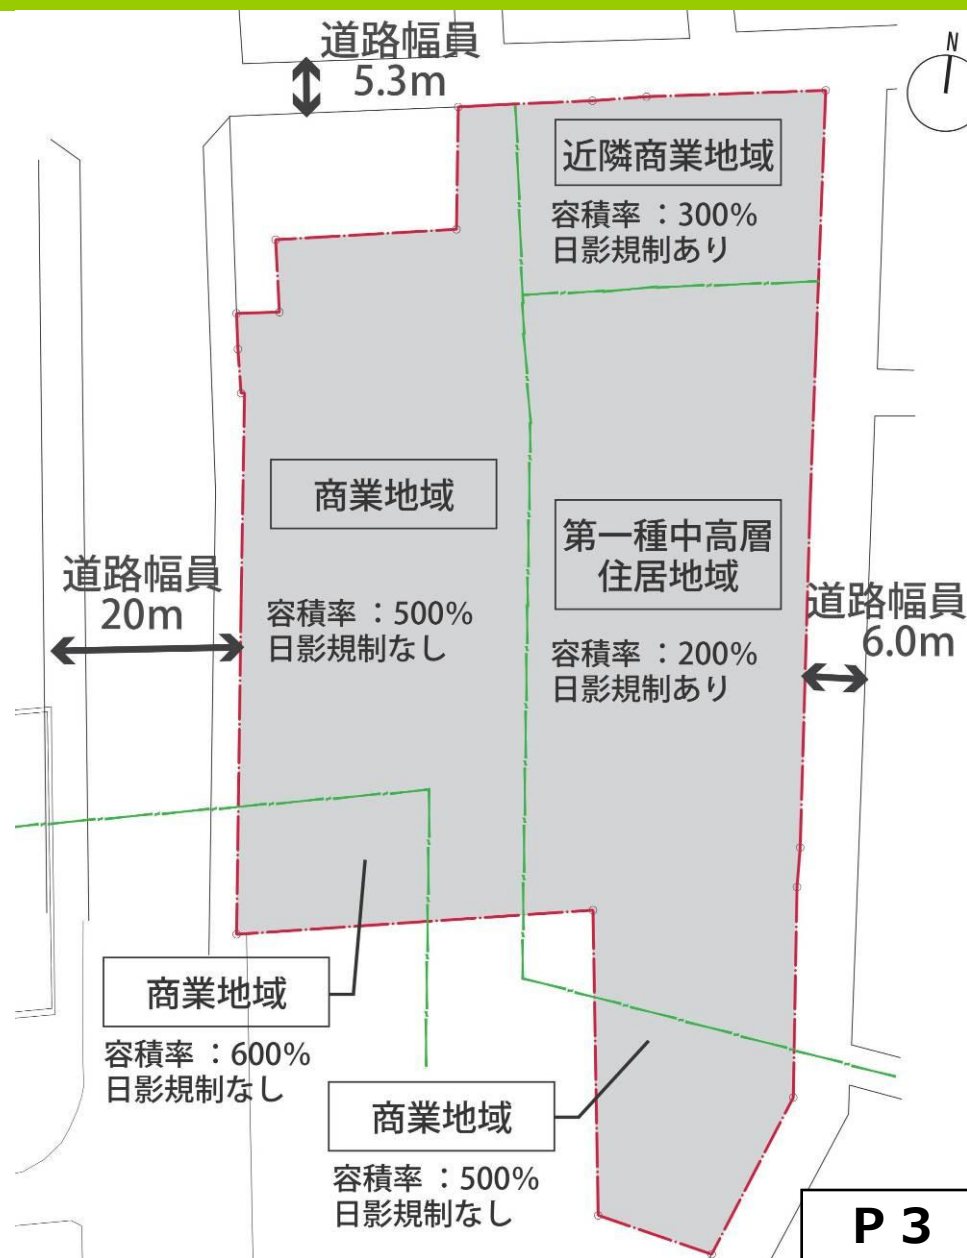 道路幅員
5.3m
N
近隣商業地域
容積率 ：300%
日影規制あり
商業地域
容積率 ：500%
日影規制なし
第一種中高層
住居地域
容積率 ：200%
日影規制あり
道路幅員
20m
道路幅員
6.0m
商業地域
容積率 ：600%
日影規制なし
商業地域
容積率 ：500%
日影規制なし
P 3